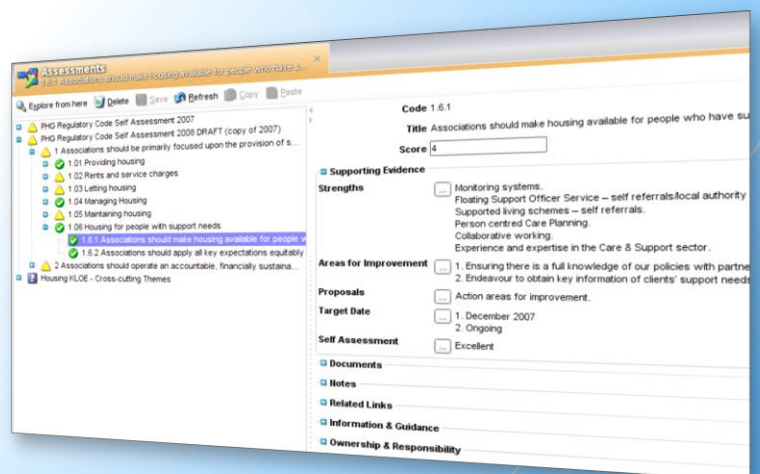 Assessments
1.6.1 Associations should make housing available for people who have s...
Explore from here Delete Save Refresh Copy Paste
PHG Regulatory Code Self Assessment 2007
PHG Regulatory Code Self Assessment 2008 DRAFT (copy of 2007)
1 Associations should be primarily focused upon the provision of s...
1.01 Providing housing
1.02 Rents and service charges
1.03 Letting housing
1.04 Managing Housing
1.05 Maintaining housing
1.06 Housing for people with support needs
1.6.1 Associations should make housing available for people w
1.6.2 Associations should apply all key expectations equitably
2 Associations should operate an accountable, financially sustaina...
Housing KLOE - Cross-cutting Themes
Code 1.6.1
Title Associations should make housing available for people who have su
Score 4
Supporting Evidence
Strengths ... Monitoring systems.
Floating Support Officer Service – self referrals/local authority
Supported living schemes – self referrals.
Person centred Care Planning.
Collaborative working.
Experience and expertise in the Care & Support sector.
Areas for Improvement ... 1. Ensuring there is a full knowledge of our policies with partne
2. Endeavour to obtain key information of clients' support needs
Proposals ... Action areas for improvement.
Target Date ... 1. December 2007
2. Ongoing
Self Assessment ... Excellent
Documents
Notes
Related Links
Information & Guidance
Ownership & Responsibility